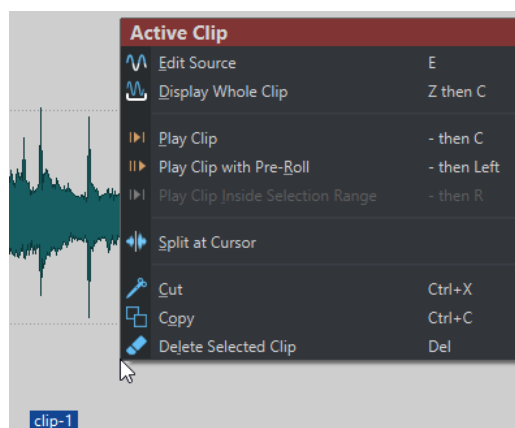 Active Clip
Edit Source E
Display Whole Clip Z then C
Play Clip - then C
Play Clip with Pre-Roll - then Left
Play Clip Inside Selection Range - then R
Split at Cursor
Cut Ctrl+X
Copy Ctrl+C
Delete Selected Clip Del
clip-1